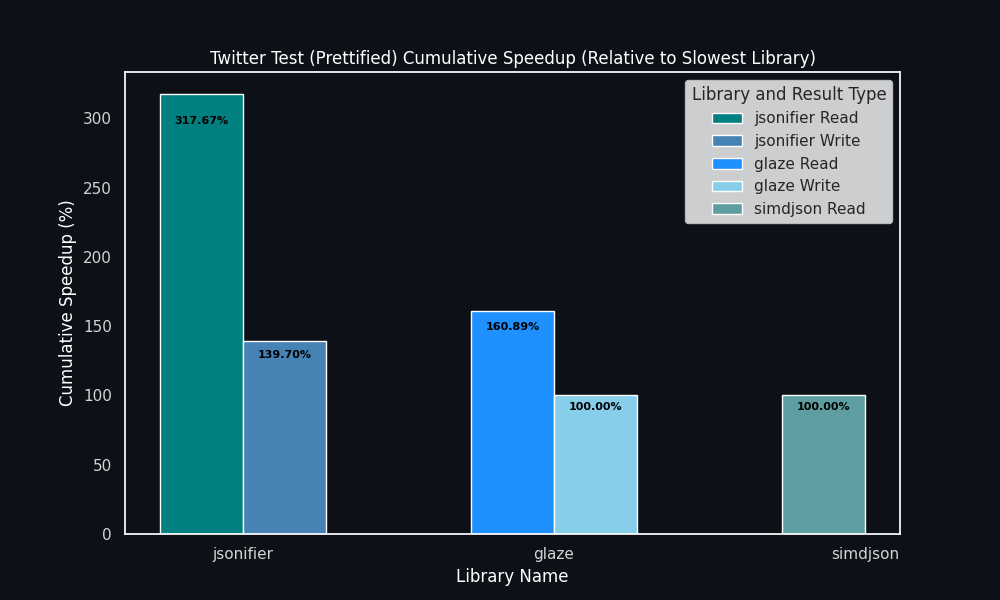 Twitter Test (Prettified) Cumulative Speedup (Relative to Slowest Library)
Library and Result Type
jsonifier Read
jsonifier Write
glaze Read
glaze Write
simdjson Read
Cumulative Speedup (%)
300
250
200
150
100
50
0
317.67%
139.70%
160.89%
100.00%
100.00%
jsonifier
glaze
simdjson
Library Name